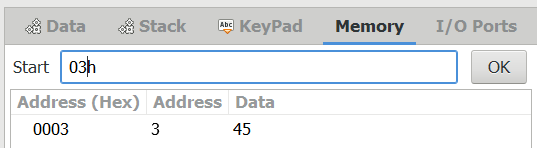 Data Stack Abc KeyPad Memory I/O Ports
Start 03h OK
Address (Hex) Address Data
0003 3 45